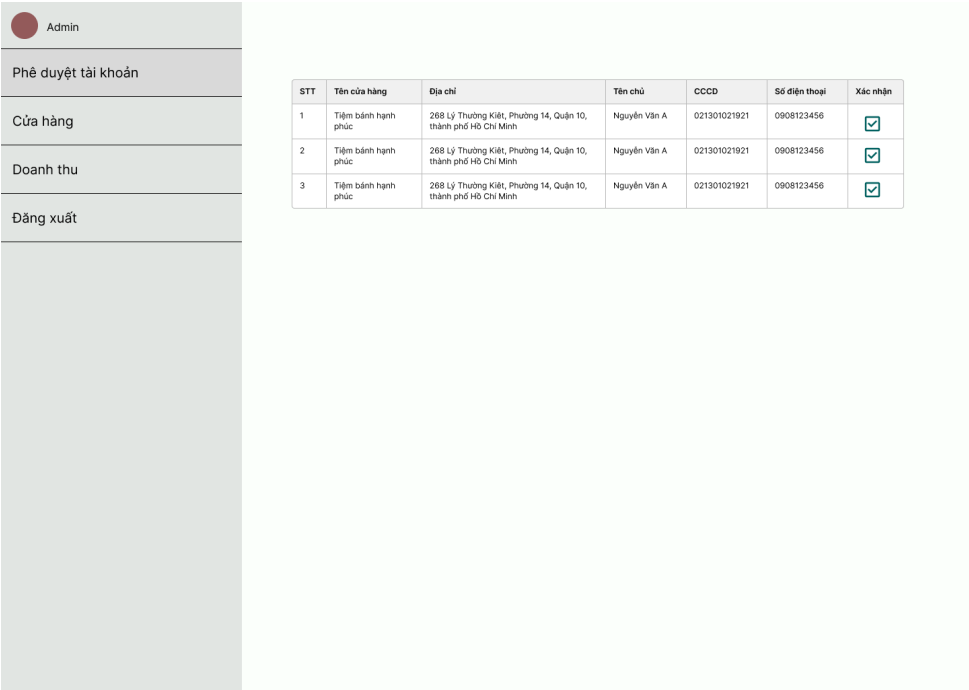 Admin
Phê duyệt tài khoản
Cửa hàng
Doanh thu
Đăng xuất
STT Tên cửa hàng Địa chỉ Tên chủ CCCD Số điện thoại Xác nhận
1 Tiệm bánh hạnh phúc 268 Lý Thường Kiêt, Phường 14, Quận 10, thành phố Hồ Chí Minh Nguyễn Văn A 021301021921 0908123456
2 Tiệm bánh hạnh phúc 268 Lý Thường Kiêt, Phường 14, Quận 10, thành phố Hồ Chí Minh Nguyễn Văn A 021301021921 0908123456
3 Tiệm bánh hạnh phúc 268 Lý Thường Kiêt, Phường 14, Quận 10, thành phố Hồ Chí Minh Nguyễn Văn A 021301021921 0908123456